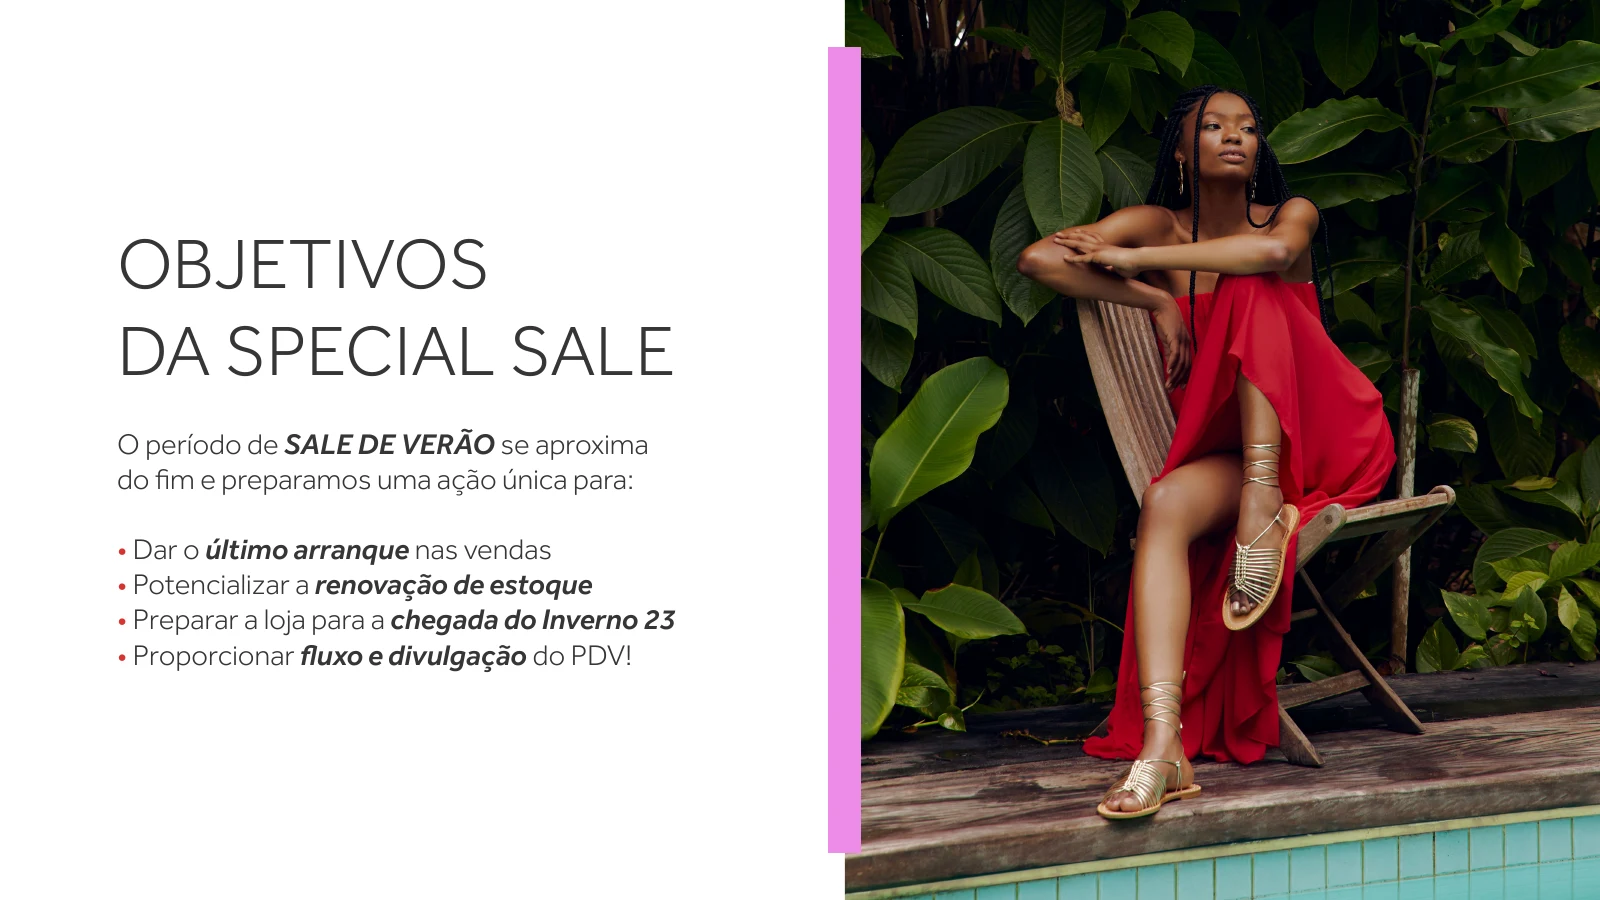 OBJETIVOS
DA SPECIAL SALE
O período de SALE DE VERÃO se aproxima
do fim e preparamos uma ação única para:
• Dar o último arranque nas vendas
• Potencializar a renovação de estoque
• Preparar a loja para a chegada do Inverno 23
• Proporcionar fluxo e divulgação do PDV!